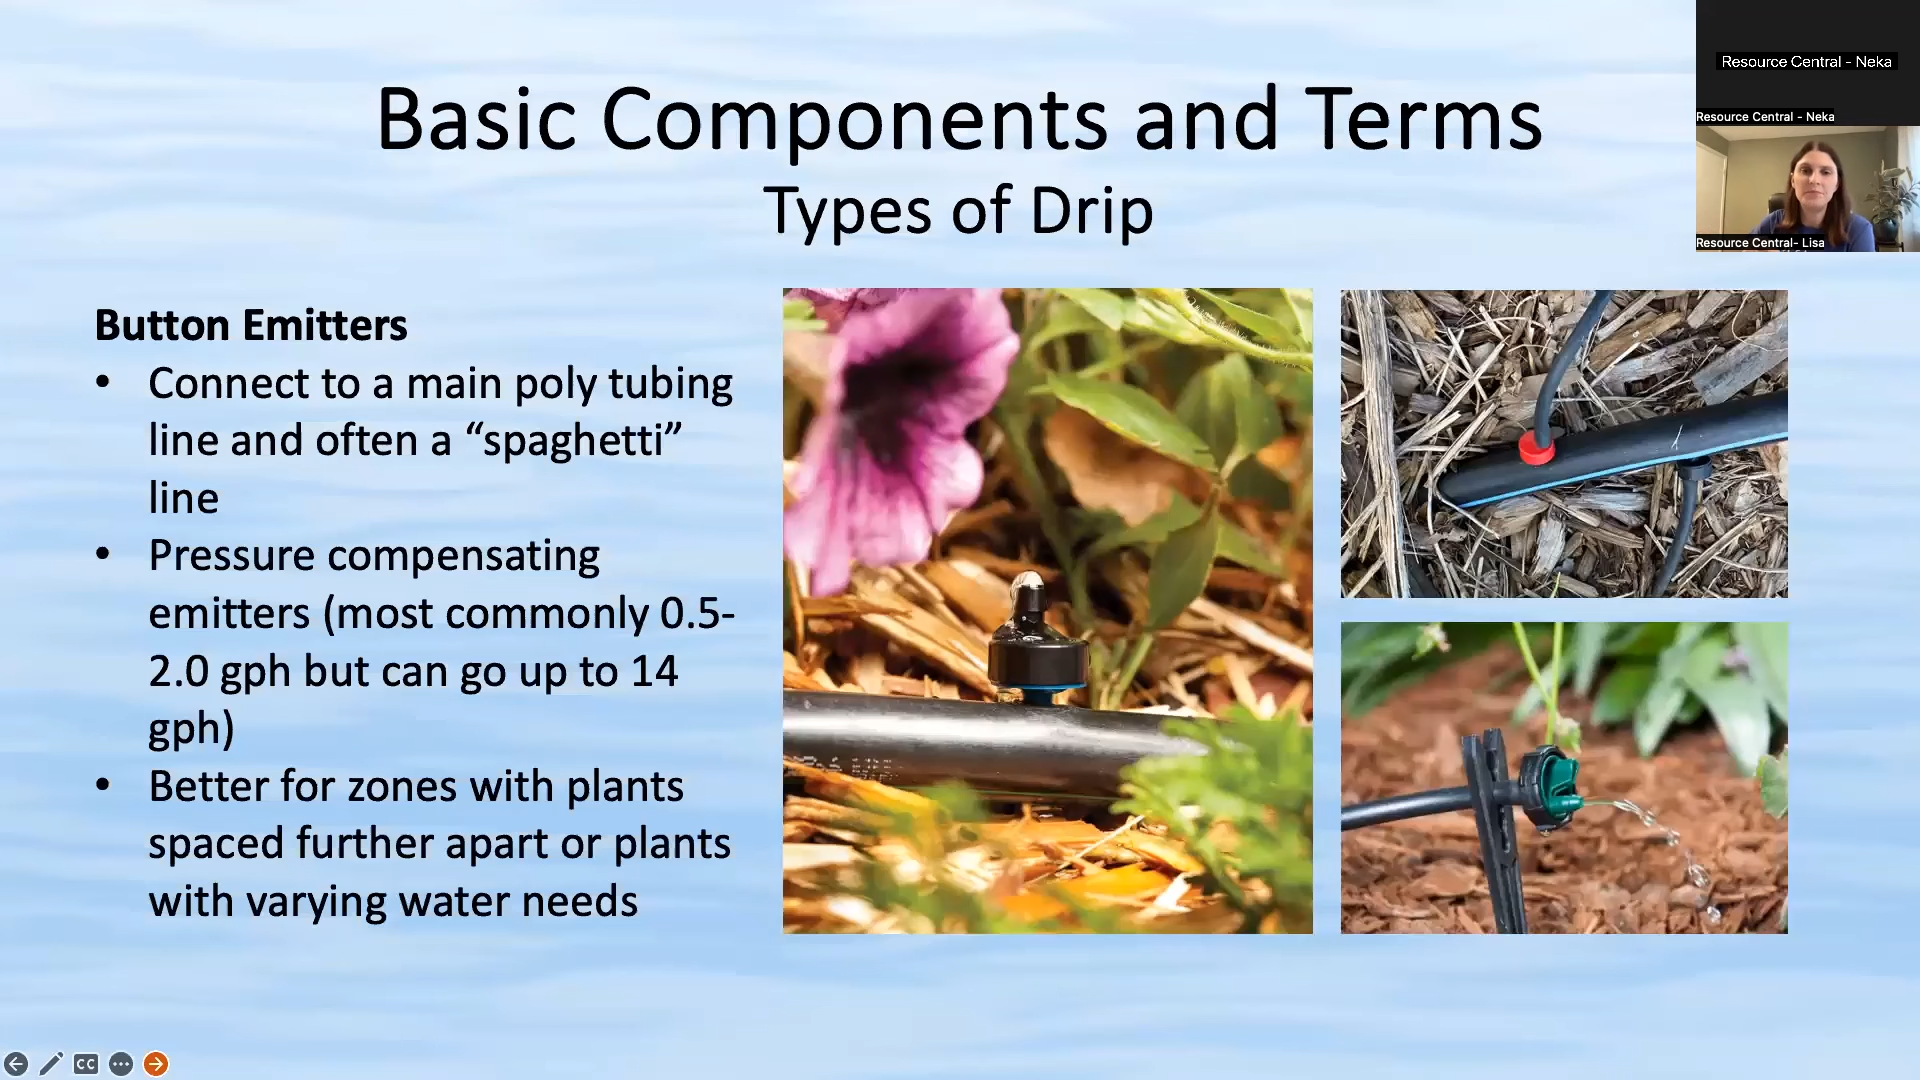 Basic Components and Terms
Types of Drip
Resource Central - Neka
Resource Central - Neka
Resource Central- Lisa
Button Emitters
• Connect to a main poly tubing
line and often a “spaghetti”
line
• Pressure compensating
emitters (most commonly 0.5-
2.0 gph but can go up to 14
gph)
• Better for zones with plants
spaced further apart or plants
with varying water needs
CC